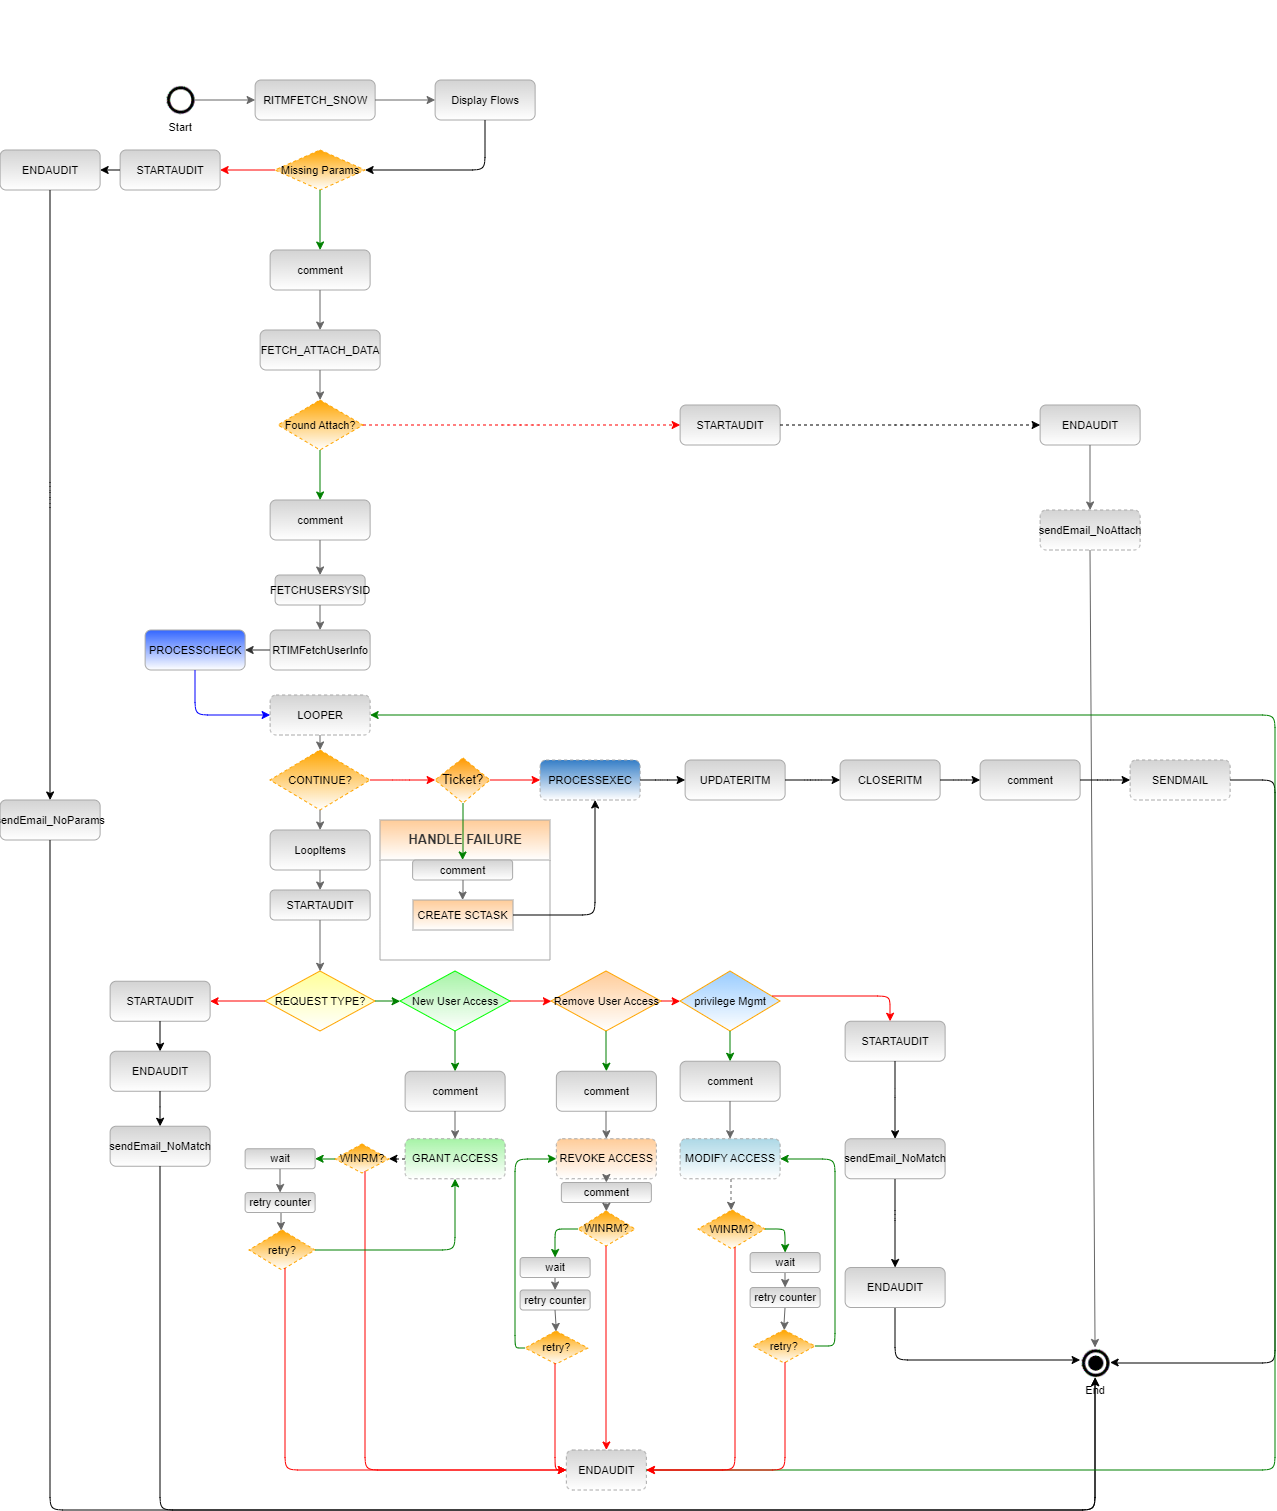 RITMFETCH_SNOW
Display Flows
Start
ENDAUDIT
STARTAUDIT
Missing Params
comment
FETCH_ATTACH_DATA
Found Attach?
STARTAUDIT
ENDAUDIT
comment
sendEmail_NoAttach
FETCHUSERSYSID
PROCESSCHECK
RTIMFetchUserInfo
LOOPER
CONTINUE?
Ticket?
PROCESSEXEC
UPDATERITM
CLOSERITM
comment
SENDMAIL
endEmail_NoParams
HANDLE FAILURE
LoopItems
comment
STARTAUDIT
CREATE SCTASK
STARTAUDIT
REQUEST TYPE?
New User Access
Remove User Access
privilege Mgmt
STARTAUDIT
ENDAUDIT
comment
comment
comment
sendEmail_NoMatch
wait
WINRM?
GRANT ACCESS
REVOKE ACCESS
MODIFY ACCESS
sendEmail_NoMatch
retry counter
comment
WINRM?
WINRM?
retry?
wait
wait
ENDAUDIT
retry counter
retry counter
retry?
retry?
End
ENDAUDIT